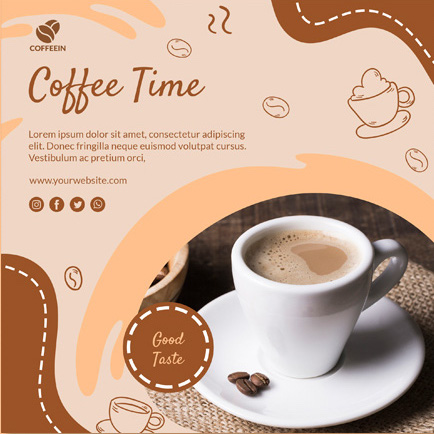 COFFEEIN
Coffee Time
Lorem ipsum dolor sit amet, consectetur adipiscing
elit. Donec fringilla neque euismod volutpat cursus.
Vestibulum ac pretium orci,
www.yourwebsite.com
Good
Taste